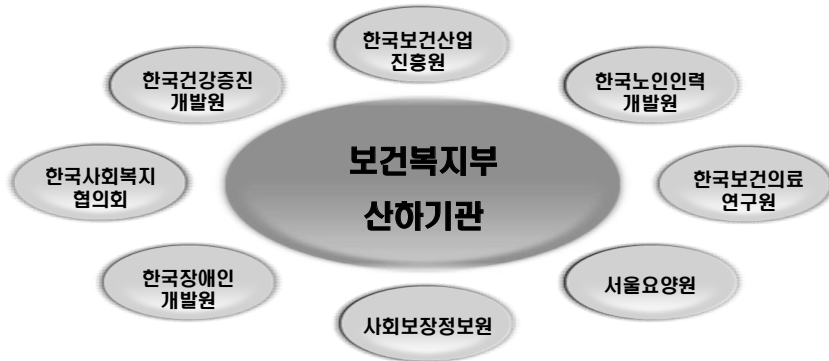 한국보건산업
진흥원
한국건강증진
개발원
한국노인인력
개발원
보건복지부
산하기관
한국사회복지
협의회
한국보건의료
연구원
한국장애인
개발원
서울요양원
사회보장정보원